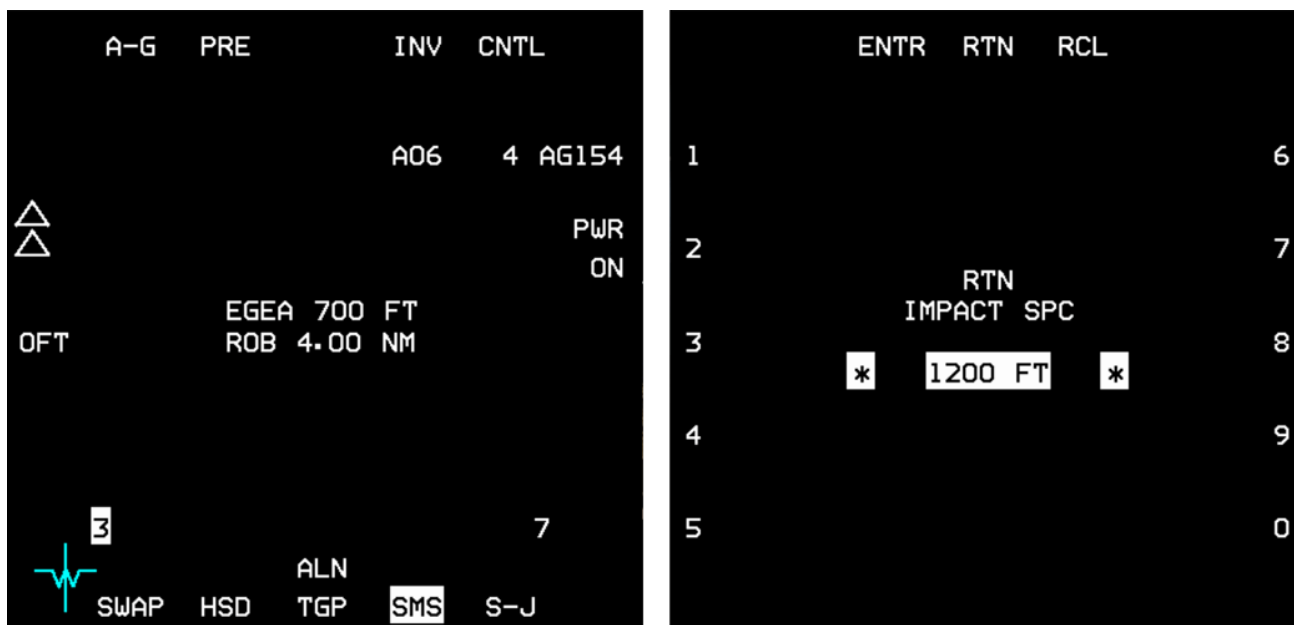 A-G PRE INV CNTL
A06 4 AG154
PWR
ON
EGEA 700 FT
OFT ROB 4.00 NM
3 7
ALN
SWAP HSD TGP SMS S-J
ENTR RTN RCL
1 6
2 7
RTN
IMPACT SPC
3 8
* 1200 FT *
4 9
5 0